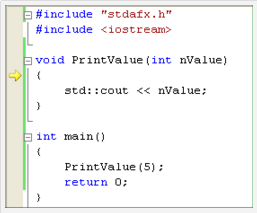 #include "stdafx.h"
#include <iostream>
void PrintValue(int nValue)
{
std::cout << nValue;
}
int main()
{
PrintValue(5);
return 0;
}